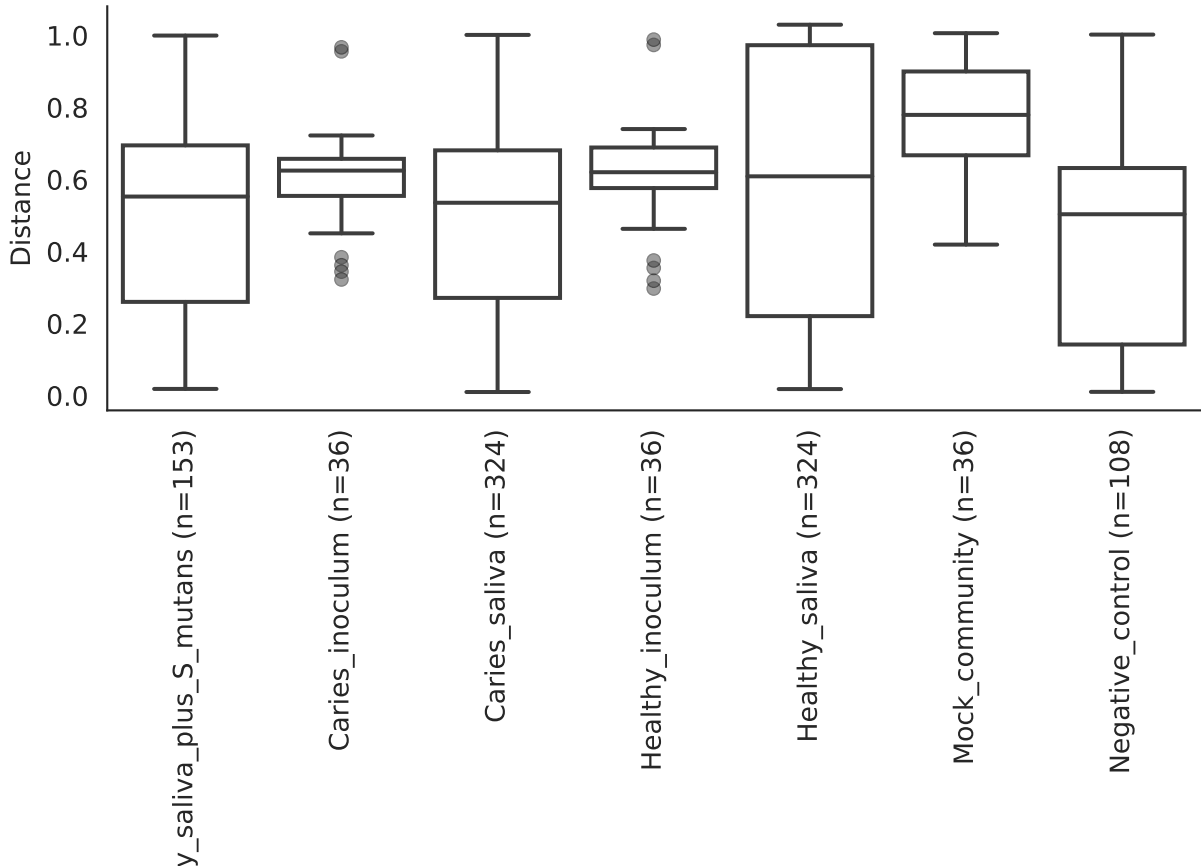 1.0
0.8
0.6
0.4
0.2
0.0
Distance
y_saliva_plus_S_mutans (n=153)
Caries_inoculum (n=36)
Caries_saliva (n=324)
Healthy_inoculum (n=36)
Healthy_saliva (n=324)
Mock_community (n=36)
Negative_control (n=108)